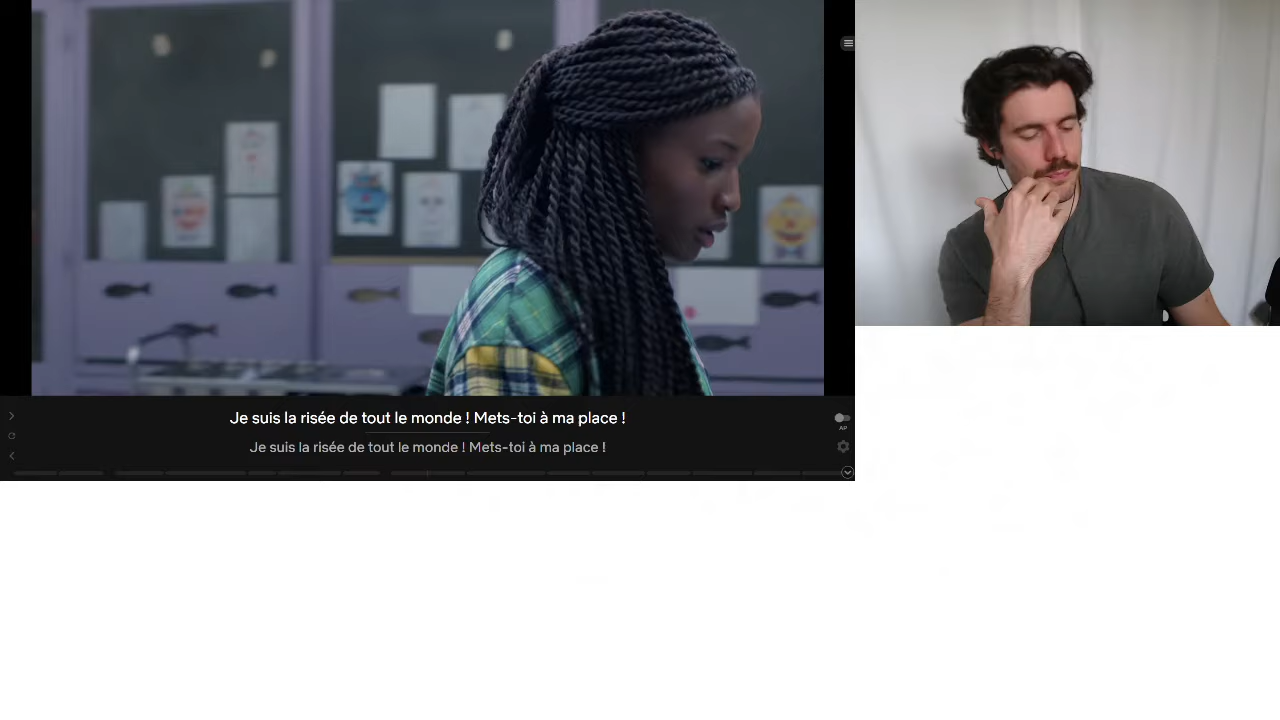 Je suis la risée de tout le monde ! Mets-toi à ma place !
Je suis la risée de tout le monde ! Mets-toi à ma place !
AP